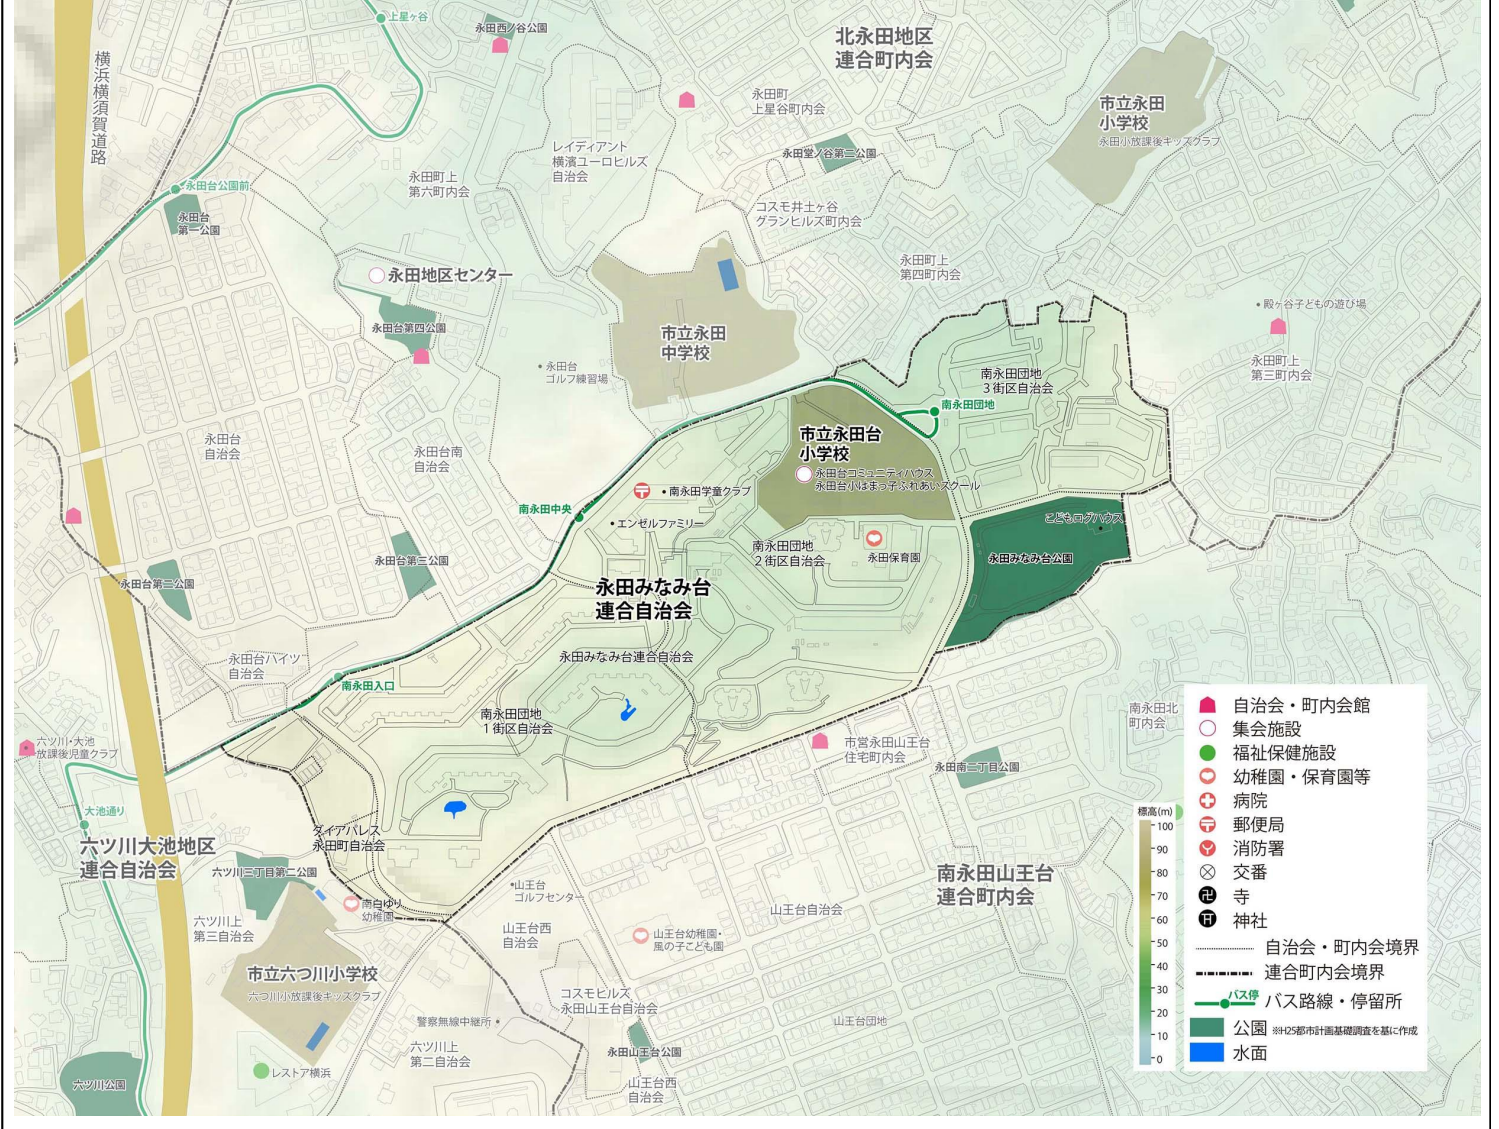 上星ヶ谷
永田西ノ谷公園
北永田地区
連合町内会
横浜横須賀道路
永田町
上星谷町内会
市立永田
小学校
永田小放課後キッズクラブ
レイディアント
横濱ユーロヒルズ
自治会
永田堂ノ谷第二公園
永田町上
第六町内会
永田台公園前
永田台
第一公園
コスモ井土ヶ谷
グランヒルズ町内会
永田町上
第四町内会
永田地区センター
殿ヶ谷子どもの遊び場
永田台第四公園
市立永田
中学校
永田町上
第三町内会
永田台
ゴルフ練習場
南永田団地
3街区自治会
南永田団地
永田台
自治会
永田台南
自治会
市立永田台
小学校
永田台コミュニティハウス
永田台小はまっ子ふれあいスクール
南永田学童クラブ
南永田中央
エンゼルファミリー
こどもログハウス
南永田団地
2街区自治会
永田保育園
永田みなみ台公園
永田台第三公園
永田台第二公園
永田みなみ台
連合自治会
永田みなみ台連合自治会
永田台ハイツ
自治会
南永田入口
南永田団地
1街区自治会
南永田北
町内会
六ツ川・大池
放課後児童クラブ
市営永田山王台
住宅町内会
永田南二丁目公園
大池通り
六ツ川大池地区
連合自治会
ダイアパレス
永田町自治会
六ツ川三丁目第二公園
南白ゆり
幼稚園
山王台
ゴルフセンター
南永田山王台
連合町内会
六ツ川上
第三自治会
山王台西
自治会
山王台自治会
山王台幼稚園・
風の子こども園
市立六つ川小学校
六つ川小放課後キッズクラブ
コスモヒルズ
永田山王台自治会
警察無線中継所
山王台団地
六ツ川上
第二自治会
永田山王台公園
レストア横浜
六ツ川公園
山王台西
自治会
標高(m)
100
90
80
70
60
50
40
30
20
10
0
自治会・町内会館
集会施設
福祉保健施設
幼稚園・保育園等
病院
郵便局
消防署
交番
寺
神社
自治会・町内会境界
連合町内会境界
バス停 バス路線・停留所
公園 ※H25都市計画基礎調査を基に作成
水面